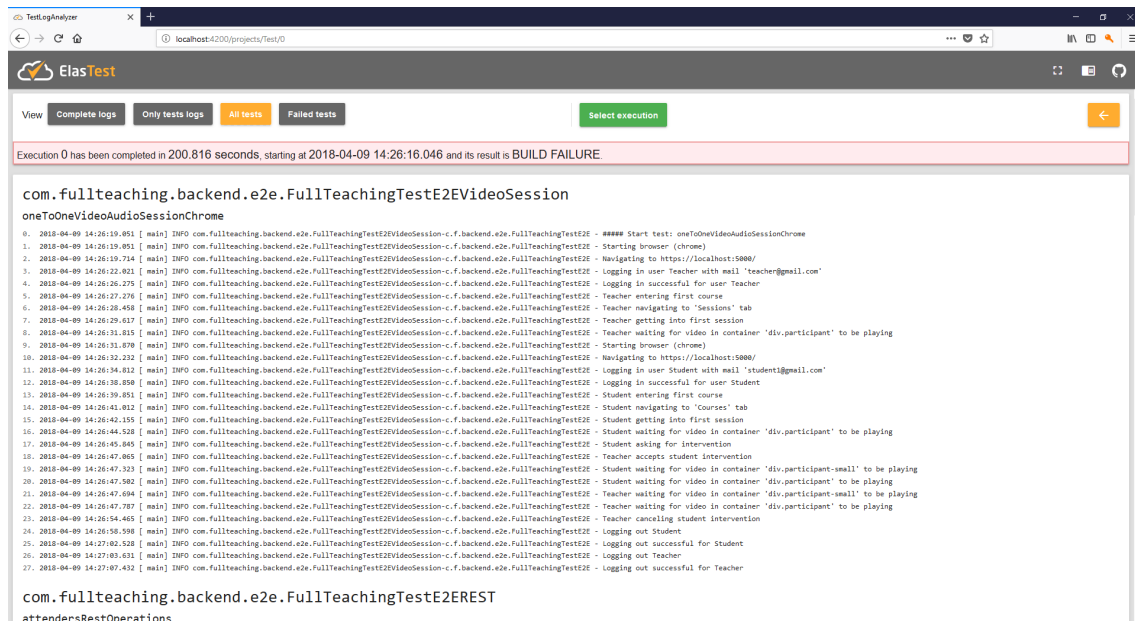 TestLogAnalyzer
localhost:4200/projects/Test/0
ElasTest
View Complete logs Only tests logs All tests Failed tests Select execution
Execution 0 has been completed in 200.816 seconds, starting at 2018-04-09 14:26:16.046 and its result is BUILD FAILURE.
com.fullteaching.backend.e2e.FullTeachingTestE2EVideoSession
oneToOneVideoAudioSessionChrome
0. 2018-04-09 14:26:19.051 [ main] INFO com.fullteaching.backend.e2e.FullTeachingTestE2EVideoSession-c.f.backend.e2e.FullTeachingTestE2E - ##### Start test: oneToOneVideoAudioSessionChrome
1. 2018-04-09 14:26:19.051 [ main] INFO com.fullteaching.backend.e2e.FullTeachingTestE2EVideoSession-c.f.backend.e2e.FullTeachingTestE2E - Starting browser (chrome)
2. 2018-04-09 14:26:19.714 [ main] INFO com.fullteaching.backend.e2e.FullTeachingTestE2EVideoSession-c.f.backend.e2e.FullTeachingTestE2E - Navigating to https://localhost:5000/
3. 2018-04-09 14:26:22.021 [ main] INFO com.fullteaching.backend.e2e.FullTeachingTestE2EVideoSession-c.f.backend.e2e.FullTeachingTestE2E - Logging in user Teacher with mail 'teacher@gmail.com'
4. 2018-04-09 14:26:26.275 [ main] INFO com.fullteaching.backend.e2e.FullTeachingTestE2EVideoSession-c.f.backend.e2e.FullTeachingTestE2E - Logging in successful for user Teacher
5. 2018-04-09 14:26:27.276 [ main] INFO com.fullteaching.backend.e2e.FullTeachingTestE2EVideoSession-c.f.backend.e2e.FullTeachingTestE2E - Teacher entering first course
6. 2018-04-09 14:26:28.458 [ main] INFO com.fullteaching.backend.e2e.FullTeachingTestE2EVideoSession-c.f.backend.e2e.FullTeachingTestE2E - Teacher navigating to 'Sessions' tab
7. 2018-04-09 14:26:29.617 [ main] INFO com.fullteaching.backend.e2e.FullTeachingTestE2EVideoSession-c.f.backend.e2e.FullTeachingTestE2E - Teacher getting into first session
8. 2018-04-09 14:26:31.815 [ main] INFO com.fullteaching.backend.e2e.FullTeachingTestE2EVideoSession-c.f.backend.e2e.FullTeachingTestE2E - Teacher waiting for video in container 'div.participant' to be playing
9. 2018-04-09 14:26:31.870 [ main] INFO com.fullteaching.backend.e2e.FullTeachingTestE2EVideoSession-c.f.backend.e2e.FullTeachingTestE2E - Starting browser (chrome)
10. 2018-04-09 14:26:32.232 [ main] INFO com.fullteaching.backend.e2e.FullTeachingTestE2EVideoSession-c.f.backend.e2e.FullTeachingTestE2E - Navigating to https://localhost:5000/
11. 2018-04-09 14:26:34.812 [ main] INFO com.fullteaching.backend.e2e.FullTeachingTestE2EVideoSession-c.f.backend.e2e.FullTeachingTestE2E - Logging in user Student with mail 'student1@gmail.com'
12. 2018-04-09 14:26:38.850 [ main] INFO com.fullteaching.backend.e2e.FullTeachingTestE2EVideoSession-c.f.backend.e2e.FullTeachingTestE2E - Logging in successful for user Student
13. 2018-04-09 14:26:39.851 [ main] INFO com.fullteaching.backend.e2e.FullTeachingTestE2EVideoSession-c.f.backend.e2e.FullTeachingTestE2E - Student entering first course
14. 2018-04-09 14:26:41.012 [ main] INFO com.fullteaching.backend.e2e.FullTeachingTestE2EVideoSession-c.f.backend.e2e.FullTeachingTestE2E - Student navigating to 'Courses' tab
15. 2018-04-09 14:26:42.155 [ main] INFO com.fullteaching.backend.e2e.FullTeachingTestE2EVideoSession-c.f.backend.e2e.FullTeachingTestE2E - Student getting into first session
16. 2018-04-09 14:26:44.528 [ main] INFO com.fullteaching.backend.e2e.FullTeachingTestE2EVideoSession-c.f.backend.e2e.FullTeachingTestE2E - Student waiting for video in container 'div.participant' to be playing
17. 2018-04-09 14:26:45.845 [ main] INFO com.fullteaching.backend.e2e.FullTeachingTestE2EVideoSession-c.f.backend.e2e.FullTeachingTestE2E - Student asking for intervention
18. 2018-04-09 14:26:47.065 [ main] INFO com.fullteaching.backend.e2e.FullTeachingTestE2EVideoSession-c.f.backend.e2e.FullTeachingTestE2E - Teacher accepts student intervention
19. 2018-04-09 14:26:47.323 [ main] INFO com.fullteaching.backend.e2e.FullTeachingTestE2EVideoSession-c.f.backend.e2e.FullTeachingTestE2E - Student waiting for video in container 'div.participant-small' to be playing
20. 2018-04-09 14:26:47.502 [ main] INFO com.fullteaching.backend.e2e.FullTeachingTestE2EVideoSession-c.f.backend.e2e.FullTeachingTestE2E - Student waiting for video in container 'div.participant' to be playing
21. 2018-04-09 14:26:47.694 [ main] INFO com.fullteaching.backend.e2e.FullTeachingTestE2EVideoSession-c.f.backend.e2e.FullTeachingTestE2E - Teacher waiting for video in container 'div.participant-small' to be playing
22. 2018-04-09 14:26:47.787 [ main] INFO com.fullteaching.backend.e2e.FullTeachingTestE2EVideoSession-c.f.backend.e2e.FullTeachingTestE2E - Teacher waiting for video in container 'div.participant' to be playing
23. 2018-04-09 14:26:54.465 [ main] INFO com.fullteaching.backend.e2e.FullTeachingTestE2EVideoSession-c.f.backend.e2e.FullTeachingTestE2E - Teacher canceling student intervention
24. 2018-04-09 14:26:58.598 [ main] INFO com.fullteaching.backend.e2e.FullTeachingTestE2EVideoSession-c.f.backend.e2e.FullTeachingTestE2E - Logging out Student
25. 2018-04-09 14:27:02.528 [ main] INFO com.fullteaching.backend.e2e.FullTeachingTestE2EVideoSession-c.f.backend.e2e.FullTeachingTestE2E - Logging out successful for Student
26. 2018-04-09 14:27:03.631 [ main] INFO com.fullteaching.backend.e2e.FullTeachingTestE2EVideoSession-c.f.backend.e2e.FullTeachingTestE2E - Logging out Teacher
27. 2018-04-09 14:27:07.432 [ main] INFO com.fullteaching.backend.e2e.FullTeachingTestE2EVideoSession-c.f.backend.e2e.FullTeachingTestE2E - Logging out successful for Teacher
com.fullteaching.backend.e2e.FullTeachingTestE2EREST
attendersRestOperations